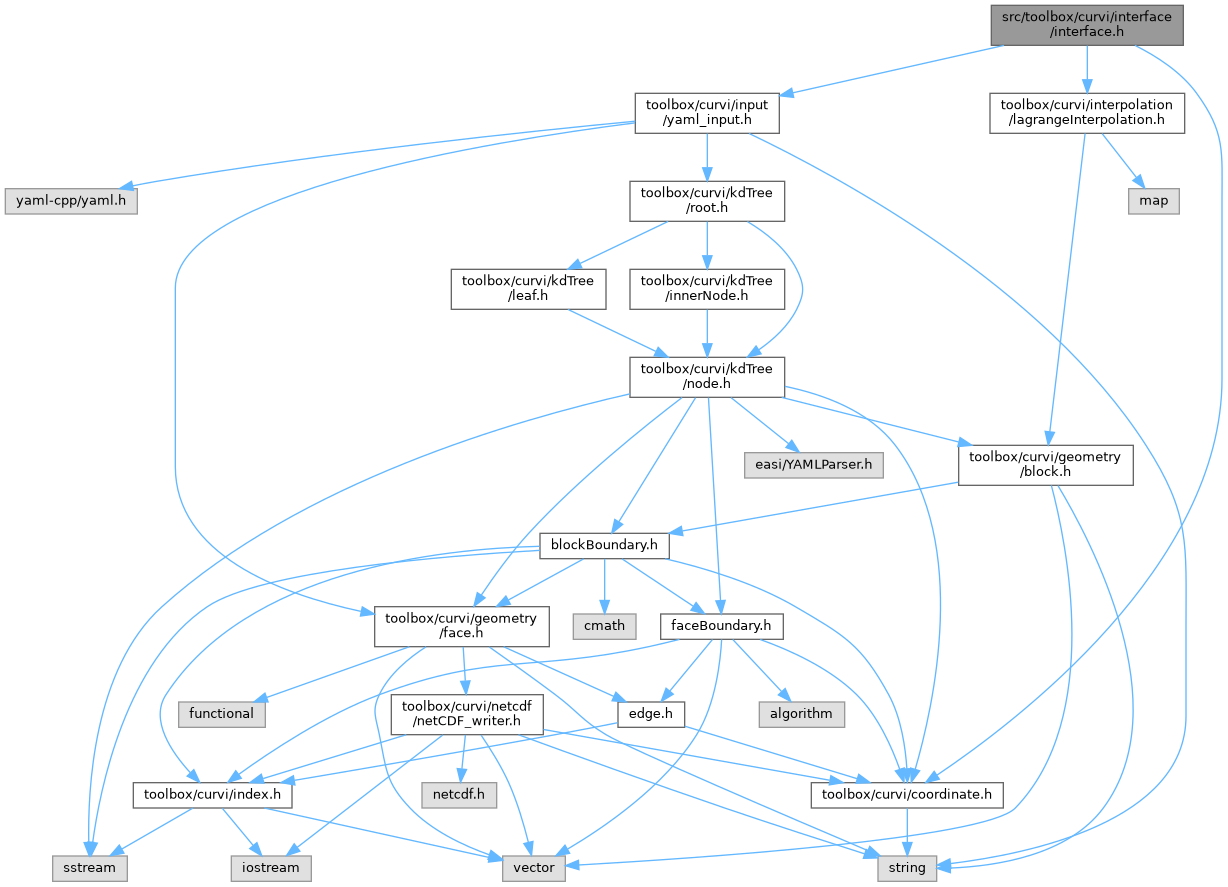 src/toolbox/curvi/interface
/interface.h
toolbox/curvi/input
/yaml_input.h
toolbox/curvi/interpolation
/lagrangeInterpolation.h
yaml-cpp/yaml.h
toolbox/curvi/kdTree
/root.h
map
toolbox/curvi/kdTree
/leaf.h
toolbox/curvi/kdTree
/innerNode.h
toolbox/curvi/kdTree
/node.h
easi/YAMLParser.h
toolbox/curvi/geometry
/block.h
blockBoundary.h
toolbox/curvi/geometry
/face.h
cmath
faceBoundary.h
functional
toolbox/curvi/netcdf
/netCDF_writer.h
edge.h
algorithm
toolbox/curvi/index.h
netcdf.h
toolbox/curvi/coordinate.h
sstream
iostream
vector
string